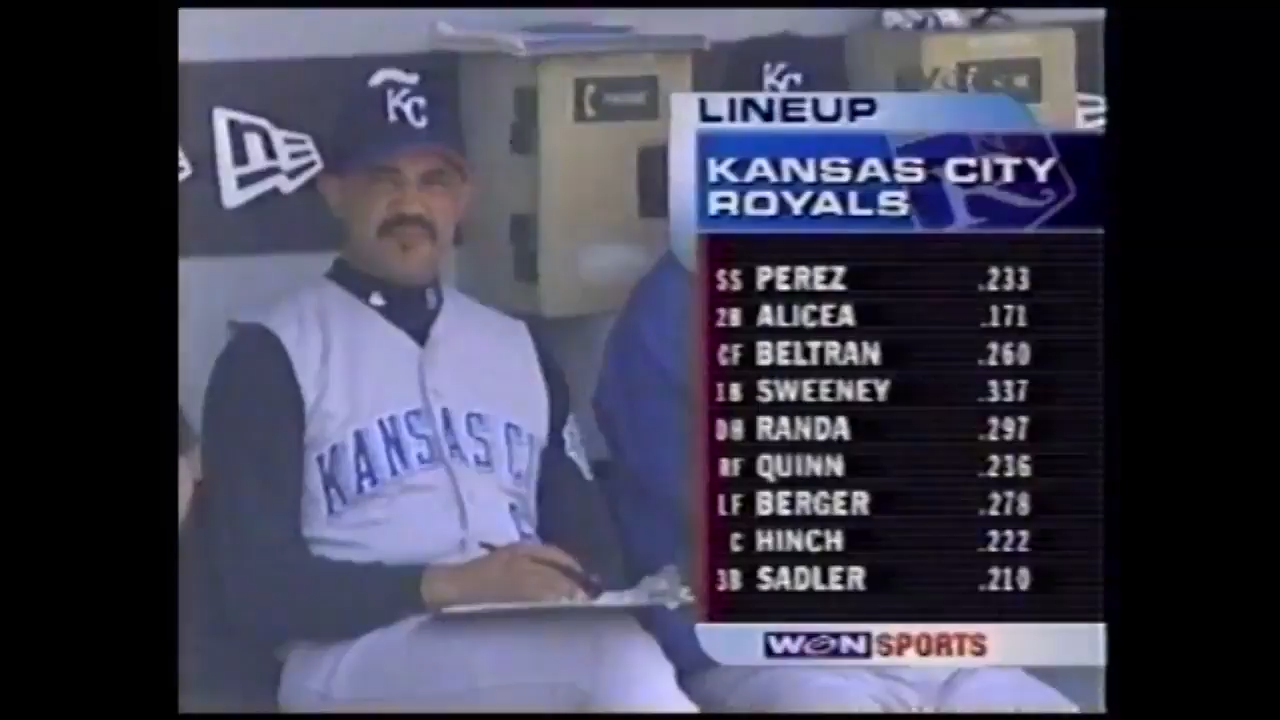 KC
KC
LINEUP
KANSAS CITY
ROYALS
SS PEREZ .233
2B ALICEA .171
CF BELTRAN .260
1B SWEENEY .337
DH RANDA .297
RF QUINN .236
LF BERGER .278
C HINCH .222
3B SADLER .210
KANSAS CI
WGN SPORTS